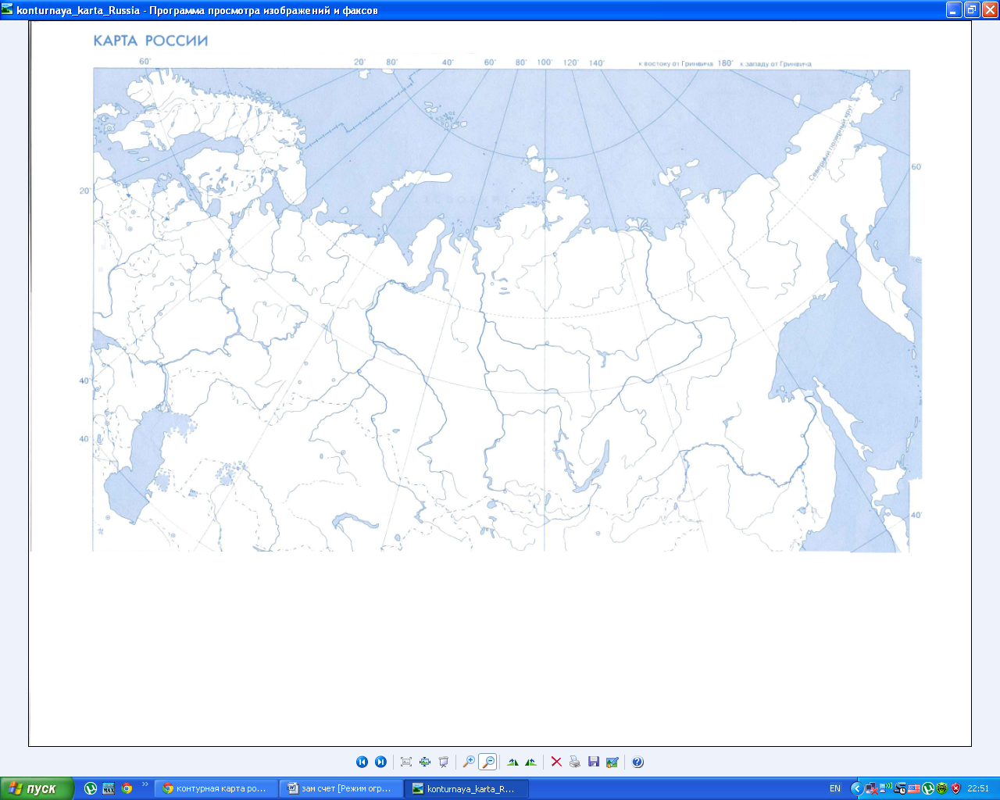 konturnaya_karta_Russia - Программа просмотра изображений и факсов
КАРТА РОССИИ
60° 20° 80° 40° 60° 80° 100° 120° 140° к востоку от Гринвича 180° к западу от Гринвича
Северный полярный круг
60°
20°
40°
40°
40°
пуск
контурная карта ро...
зам счет [Режим огр...
konturnaya_karta_R...
EN
22:51